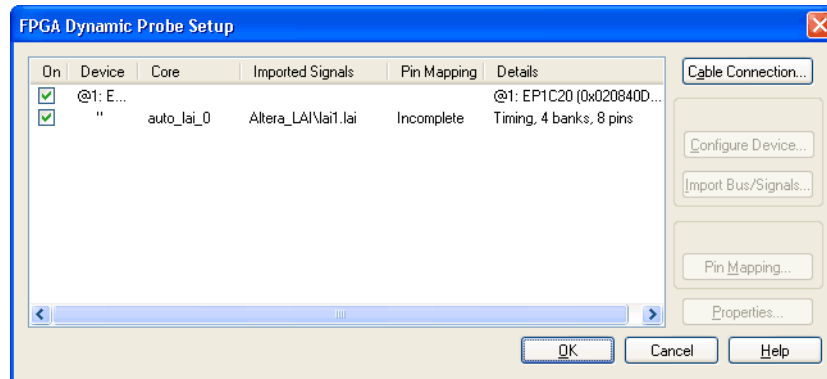 FPGA Dynamic Probe Setup
On Device Core Imported Signals Pin Mapping Details
@1: E... @1: EP1C20 (0x020840D...
" auto_lai_0 Altera_LAI\lai1.lai Incomplete Timing, 4 banks, 8 pins
Cable Connection...
Configure Device...
Import Bus/Signals...
Pin Mapping...
Properties...
OK Cancel Help